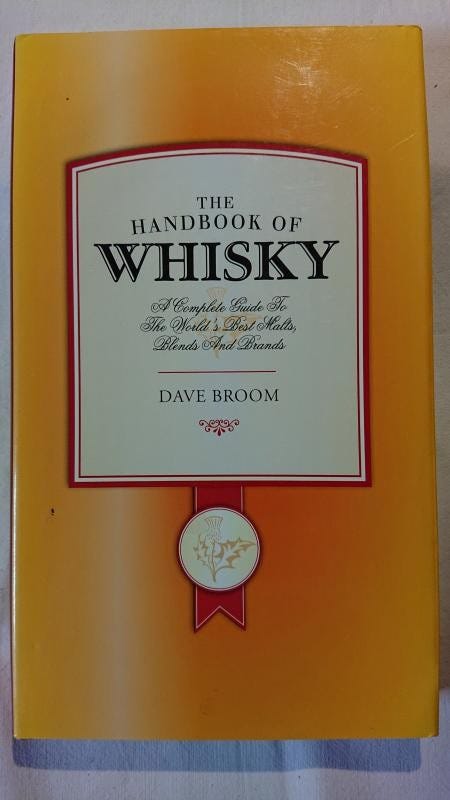 THE
HANDBOOK OF
WHISKY
A Complete Guide To
The World's Best Malts,
Blends And Brands
DAVE BROOM